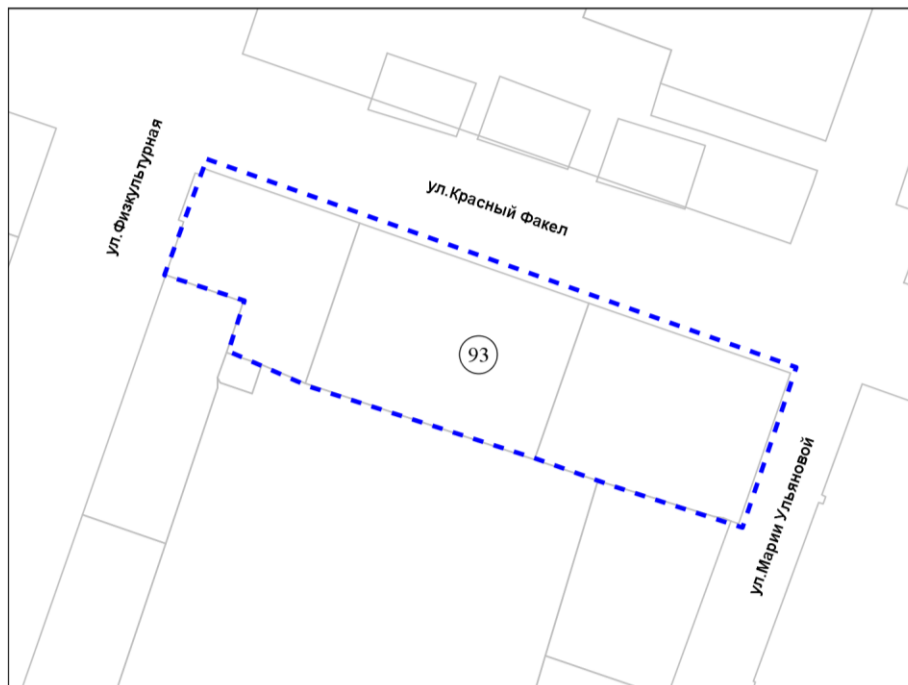 ул.Физкультурная
ул.Красный Факел
93
ул.Марии Ульяновой